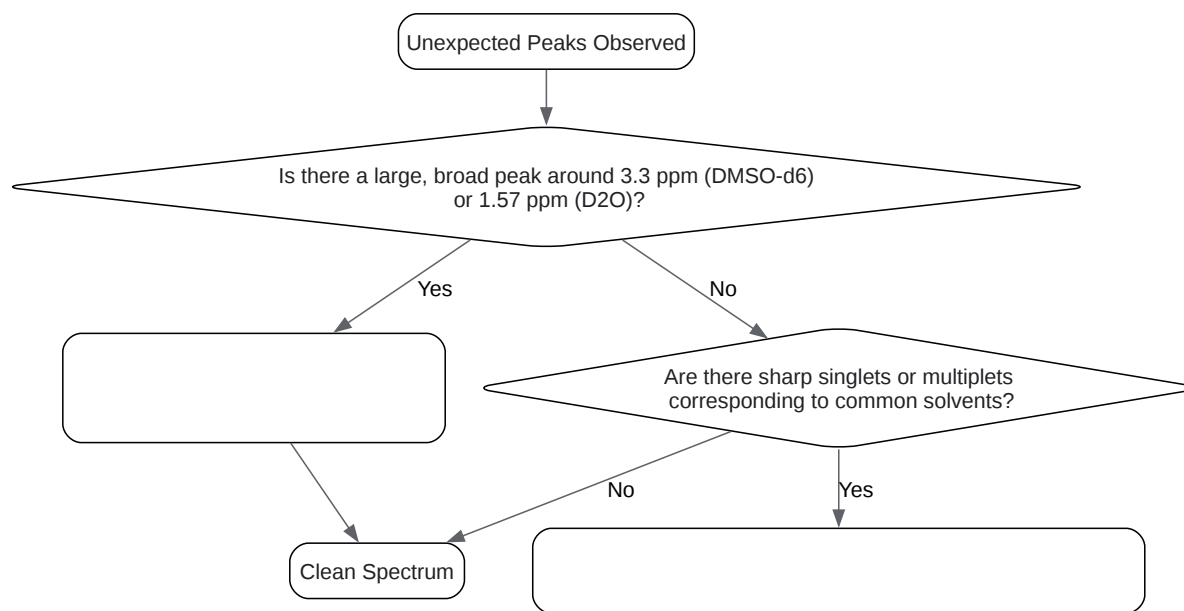 Unexpected Peaks Observed
Is there a large, broad peak around 3.3 ppm (DMSO-d6)
or 1.57 ppm (D2O)?
Yes
No
Are there sharp singlets or multiplets
corresponding to common solvents?
No
Yes
Clean Spectrum